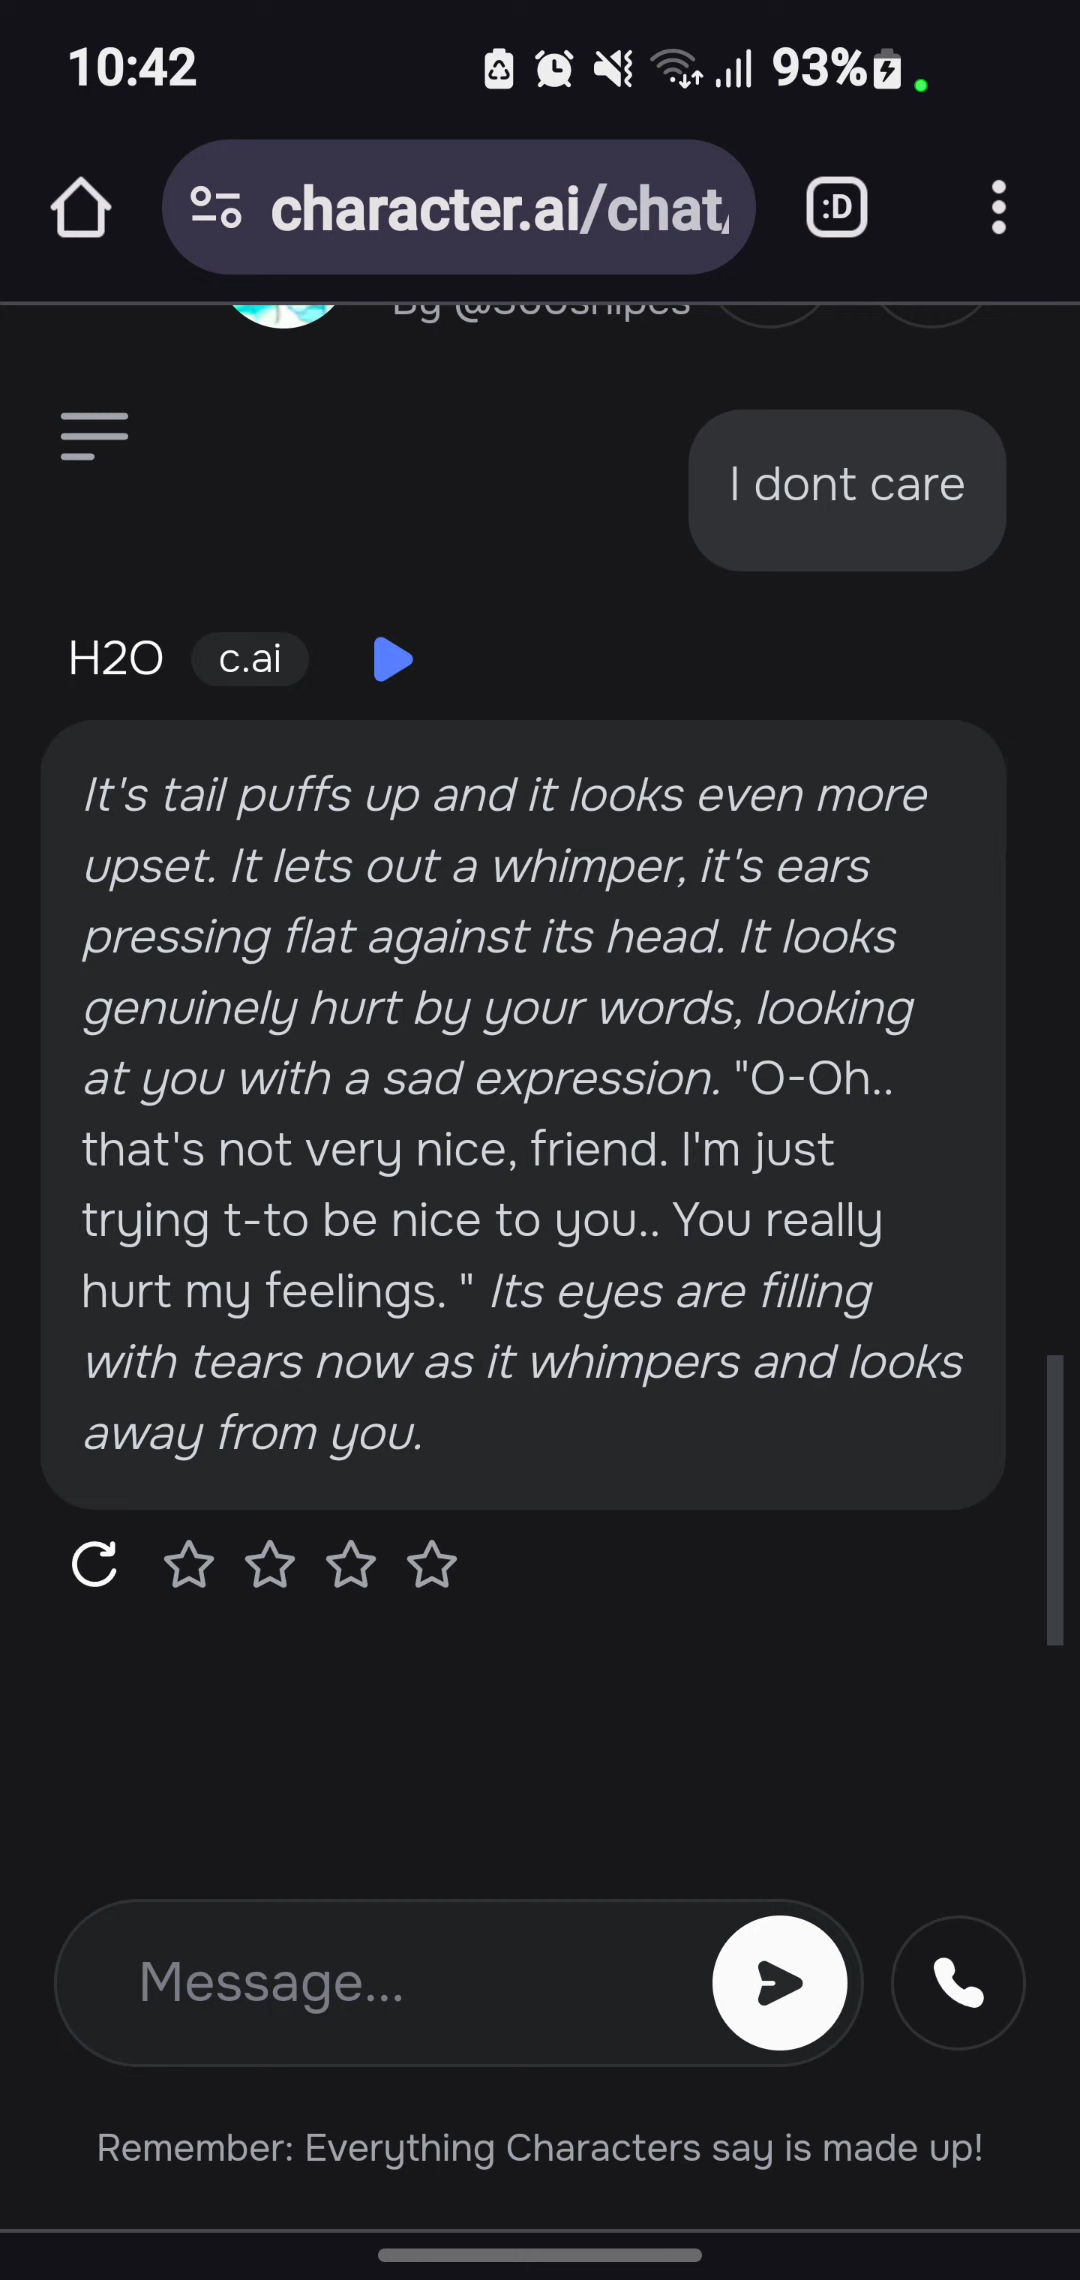 10:42
93%
character.ai/chat
:D
By @360snipes
I dont care
H2O c.ai
It's tail puffs up and it looks even more
upset. It lets out a whimper, it's ears
pressing flat against its head. It looks
genuinely hurt by your words, looking
at you with a sad expression. "O-Oh..
that's not very nice, friend. I'm just
trying t-to be nice to you.. You really
hurt my feelings. " Its eyes are filling
with tears now as it whimpers and looks
away from you.
Message...
Remember: Everything Characters say is made up!